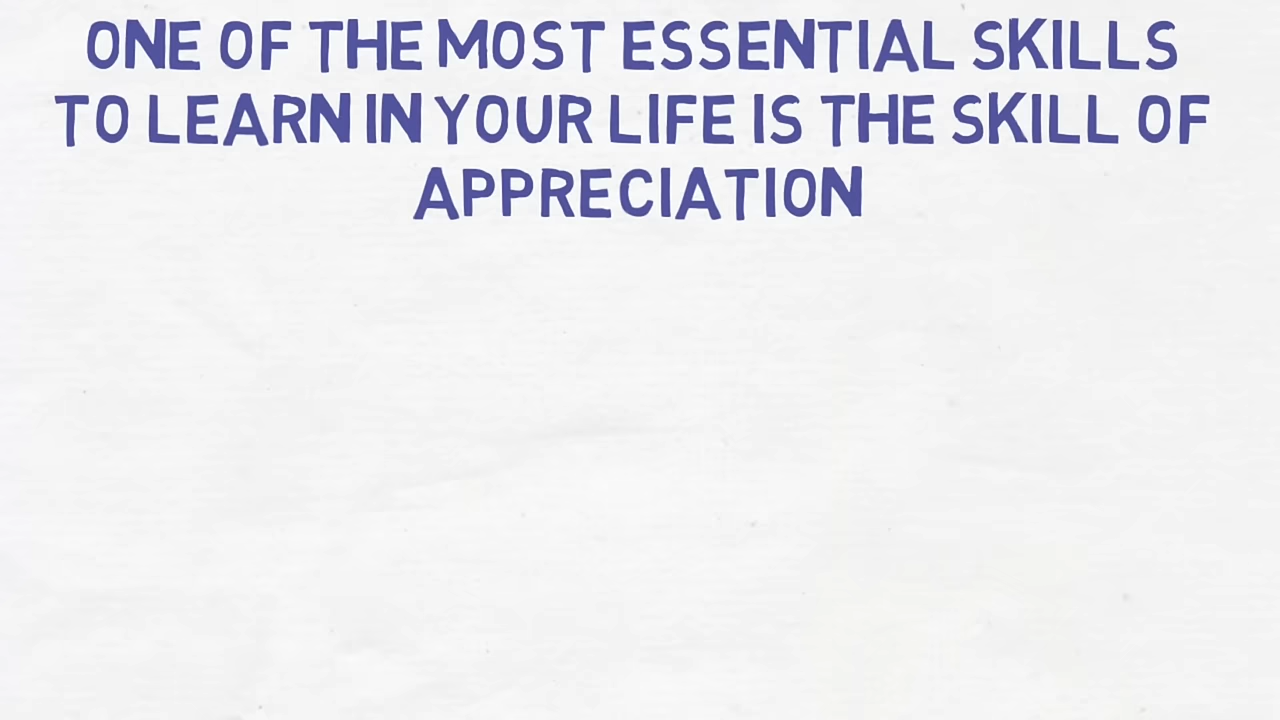 ONE OF THE MOST ESSENTIAL SKILLS
TO LEARN IN YOUR LIFE IS THE SKILL OF
APPRECIATION